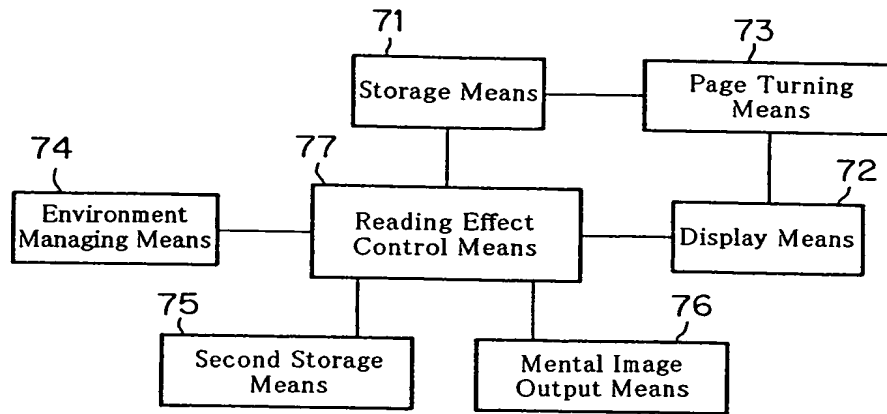 71
Storage Means
73
Page Turning
Means
74
Environment
Managing Means
77
Reading Effect
Control Means
72
Display Means
75
Second Storage
Means
76
Mental Image
Output Means